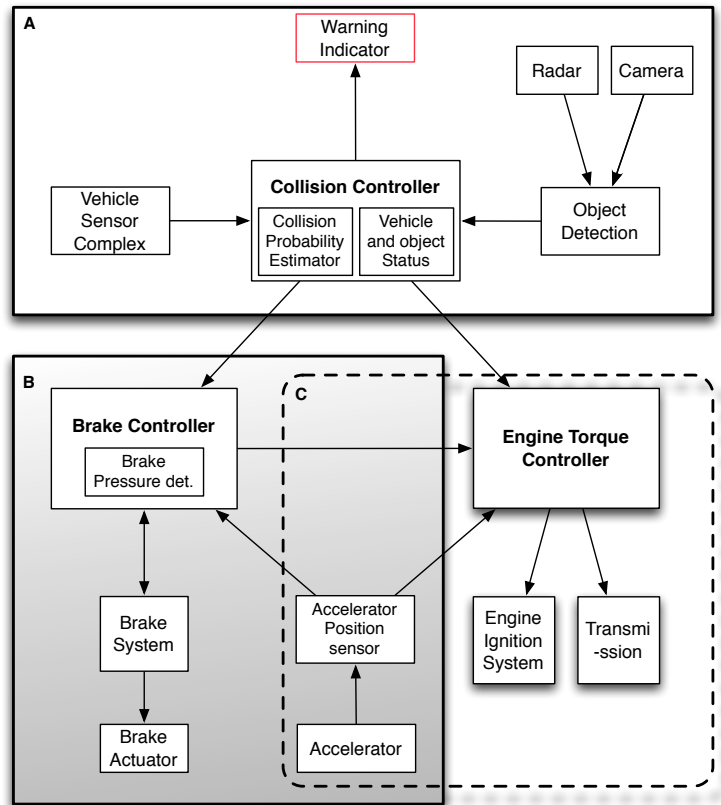 A
Warning
Indicator
Radar
Camera
Vehicle
Sensor
Complex
Collision Controller
Collision
Probability
Estimator
Vehicle
and object
Status
Object
Detection
B
Brake Controller
Brake
Pressure det.
C
Engine Torque
Controller
Brake
System
Accelerator
Position
sensor
Engine
Ignition
System
Transmi
-ssion
Brake
Actuator
Accelerator